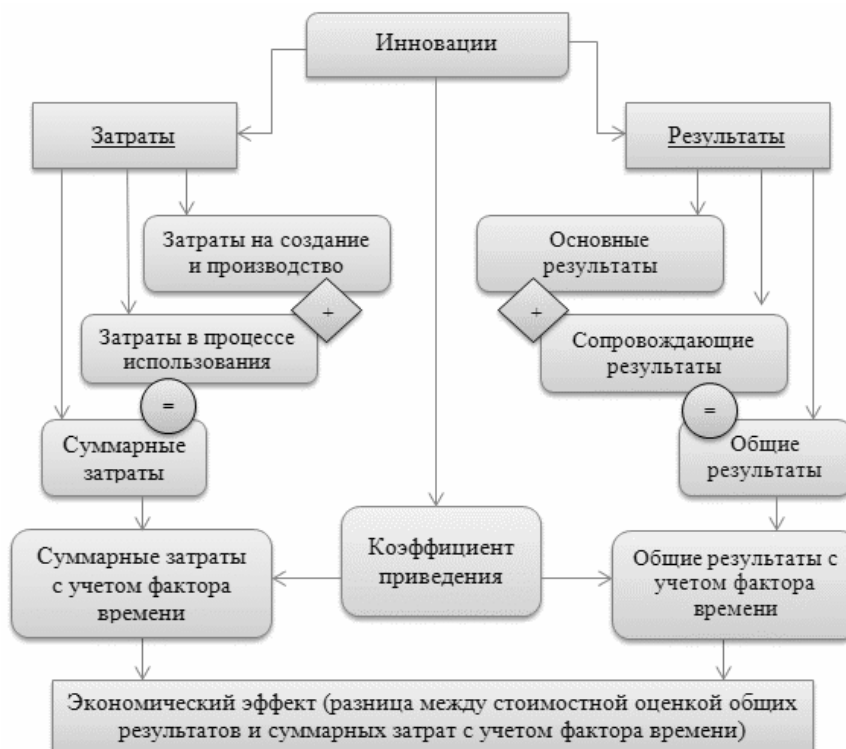 Инновации
Затраты
Результаты
Затраты на создание
и производство
Основные
результаты
+
+
Затраты в процессе
использования
Сопровождающие
результаты
=
=
Суммарные
затраты
Общие
результаты
Суммарные затраты
с учетом фактора
времени
Коэффициент
приведения
Общие результаты с
учетом фактора
времени
Экономический эффект (разница между стоимостной оценкой общих
результатов и суммарных затрат с учетом фактора времени)